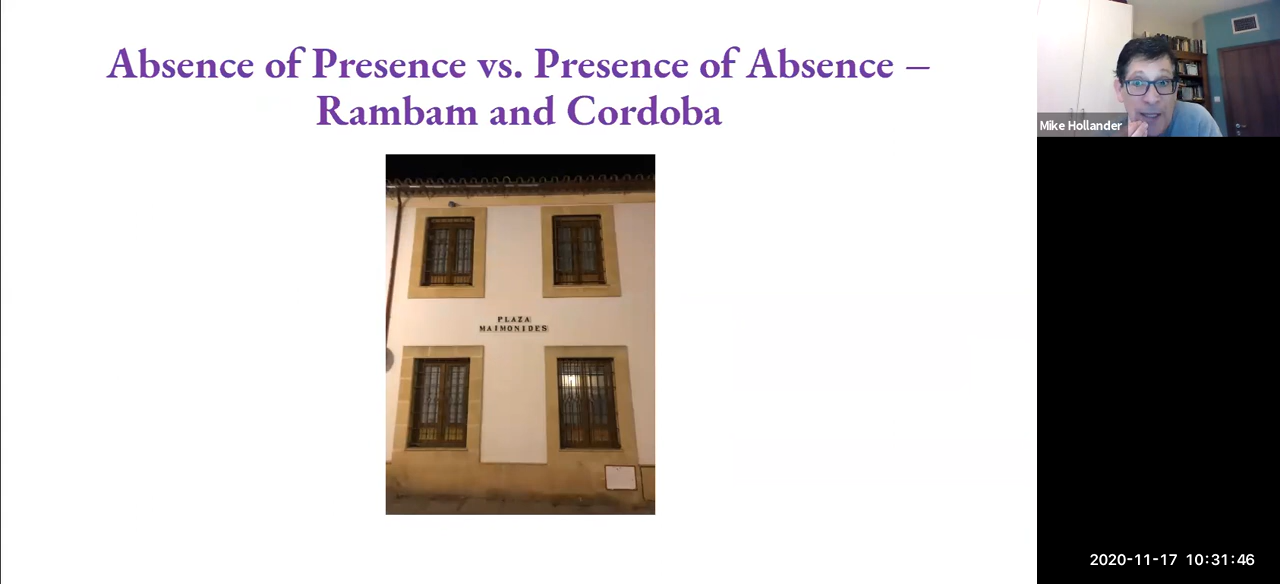 Absence of Presence vs. Presence of Absence –
Rambam and Cordoba
PLAZA
MAIMONIDES
Mike Hollander
2020-11-17 10:31:46